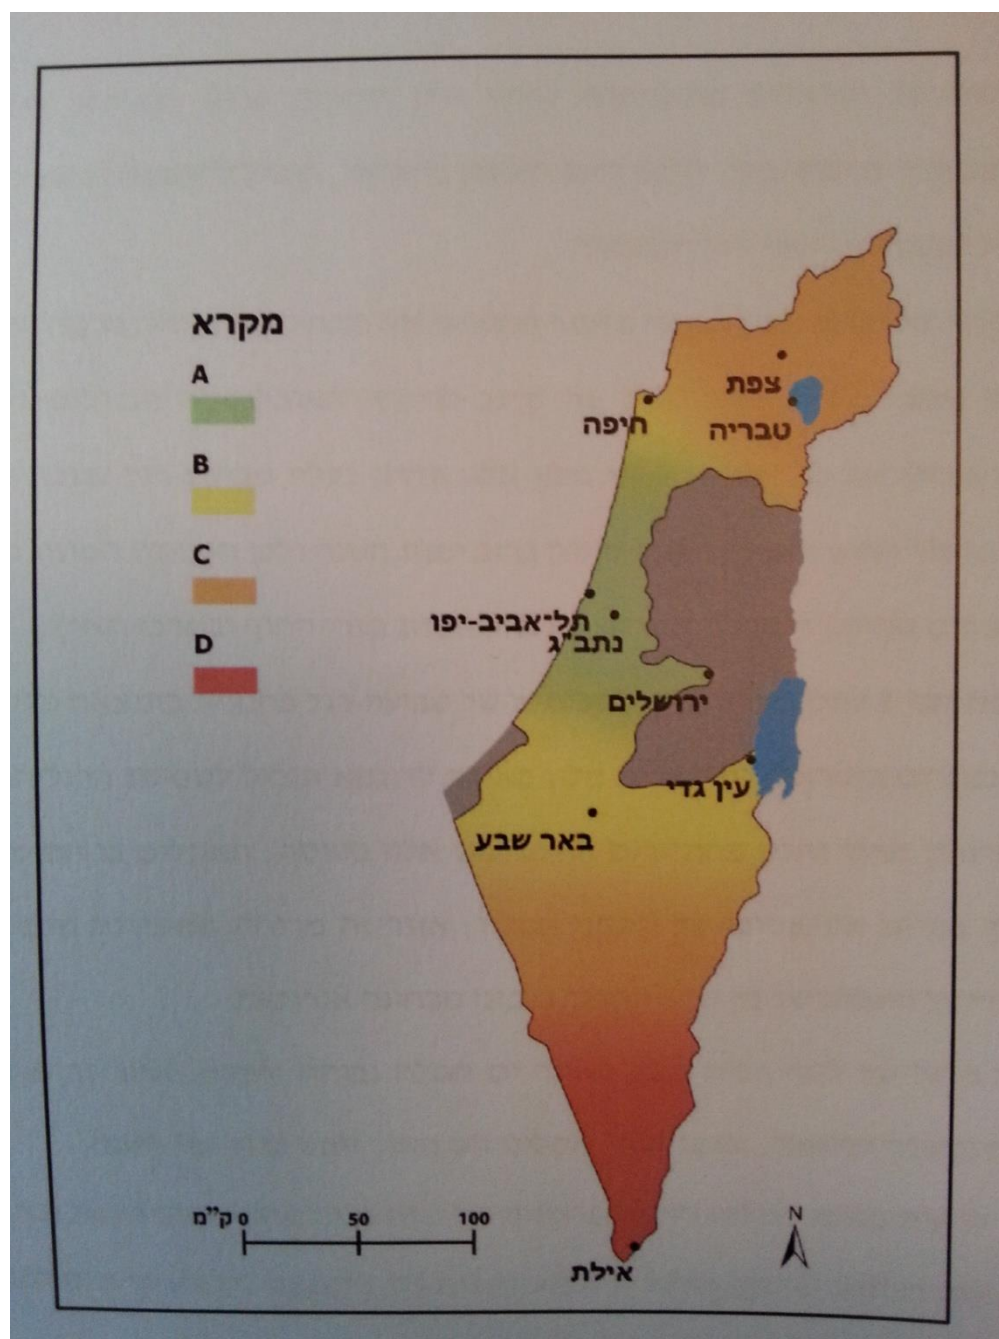 מקרא
A
B
C
D
צפת
טבריה
חיפה
תל־אביב-יפו
נתב"ג
ירושלים
עין גדי
באר שבע
ק"מ 0 50 100
N
אילת